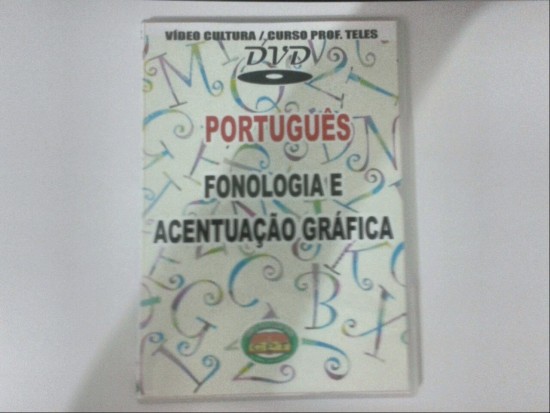 VÍDEO CULTURA / CURSO PROF. TELES
DVD
PORTUGUÊS
FONOLOGIA E
ACENTUAÇÃO GRÁFICA
C.P.T